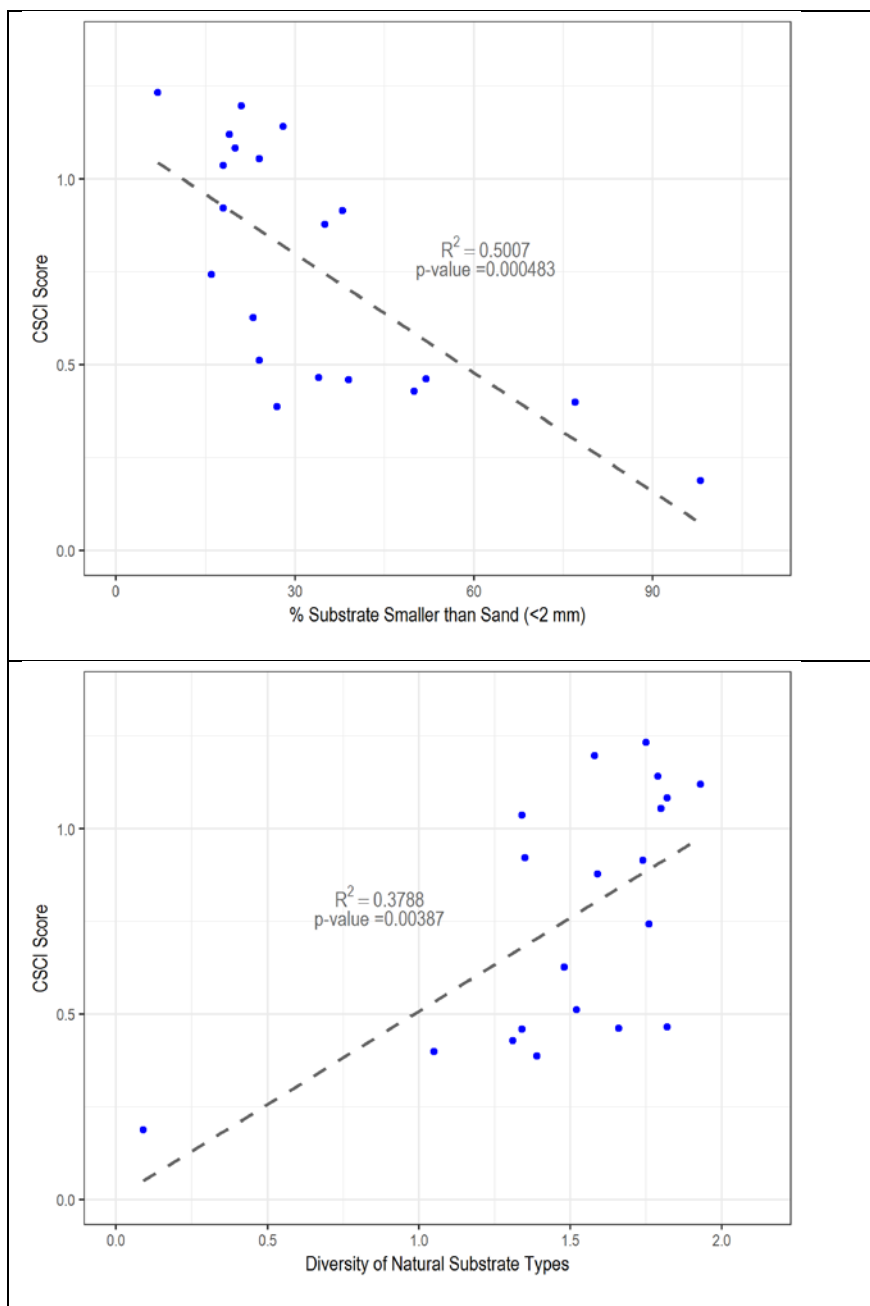 1.0
0.5
0.0
CSCI Score
R2 = 0.5007
p-value =0.000483
0 30 60 90
% Substrate Smaller than Sand (<2 mm)
1.0
0.5
0.0
CSCI Score
R2 = 0.3788
p-value =0.00387
0.0 0.5 1.0 1.5 2.0
Diversity of Natural Substrate Types